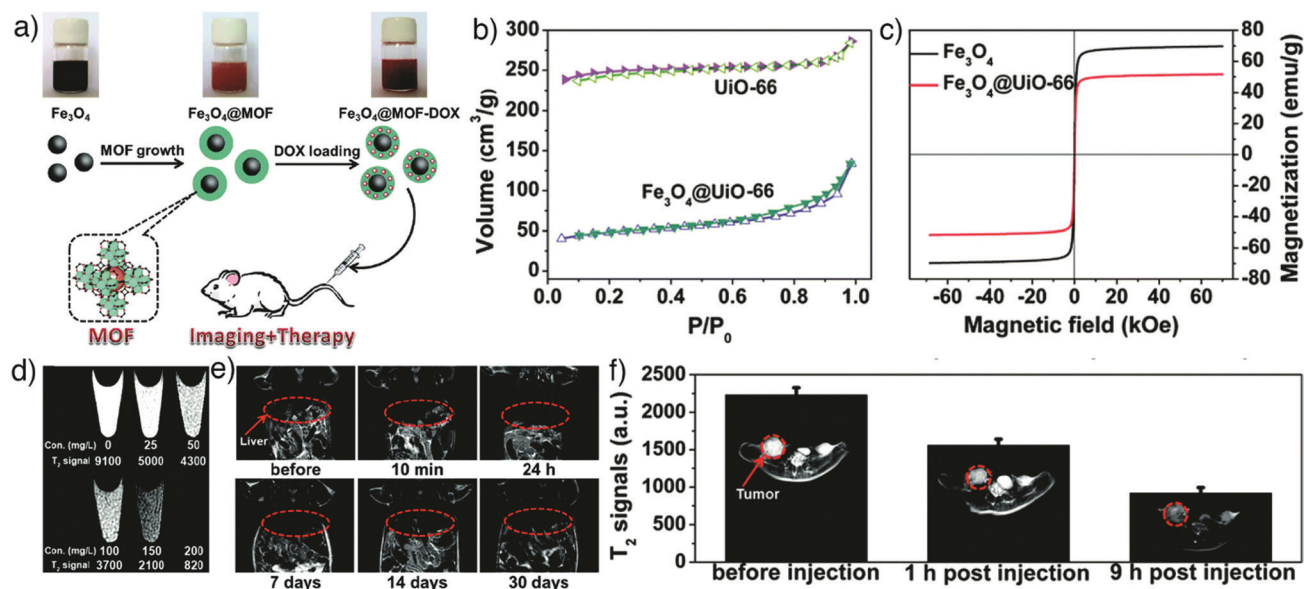 a)
Fe3O4
Fe3O4@MOF
Fe3O4@MOF-DOX
MOF growth
DOX loading
MOF
Imaging+Therapy
b)
Volume (cm3/g)
300
250
200
150
100
50
0
UiO-66
Fe3O4@UiO-66
0.0 0.2 0.4 0.6 0.8 1.0
P/P0
c)
Fe3O4
Fe3O4@UiO-66
80
60
40
20
0
-20
-40
-60
-80
Magnetization (emu/g)
-60 -40 -20 0 20 40 60
Magnetic field (kOe)
d)
Con. (mg/L) 0 25 50
T2 signal 9100 5000 4300
Con. (mg/L) 100 150 200
T2 signal 3700 2100 820
e)
Liver
before 10 min 24 h
7 days 14 days 30 days
f)
T2 signals (a.u.)
2500
2000
1500
1000
500
0
Tumor
before injection 1 h post injection 9 h post injection